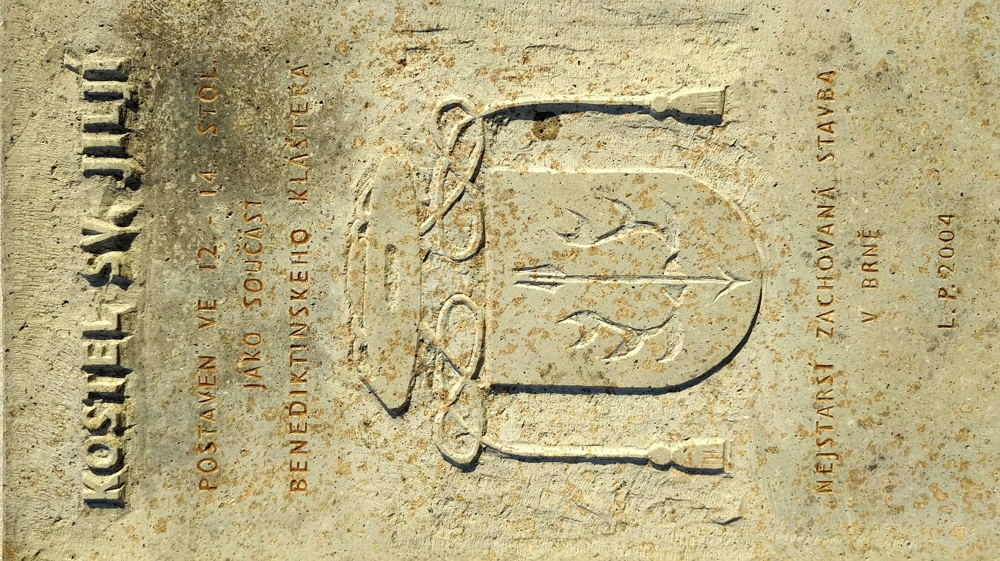 KOSTEL SV. JILJÍ
POSTAVEN VE 12. - 14. STOL.
JAKO SOUČÁST
BENEDIKTINSKÉHO KLÁŠTERA
NEJSTARŠÍ ZACHOVANÁ STAVBA
V BRNĚ
L. P. 2004